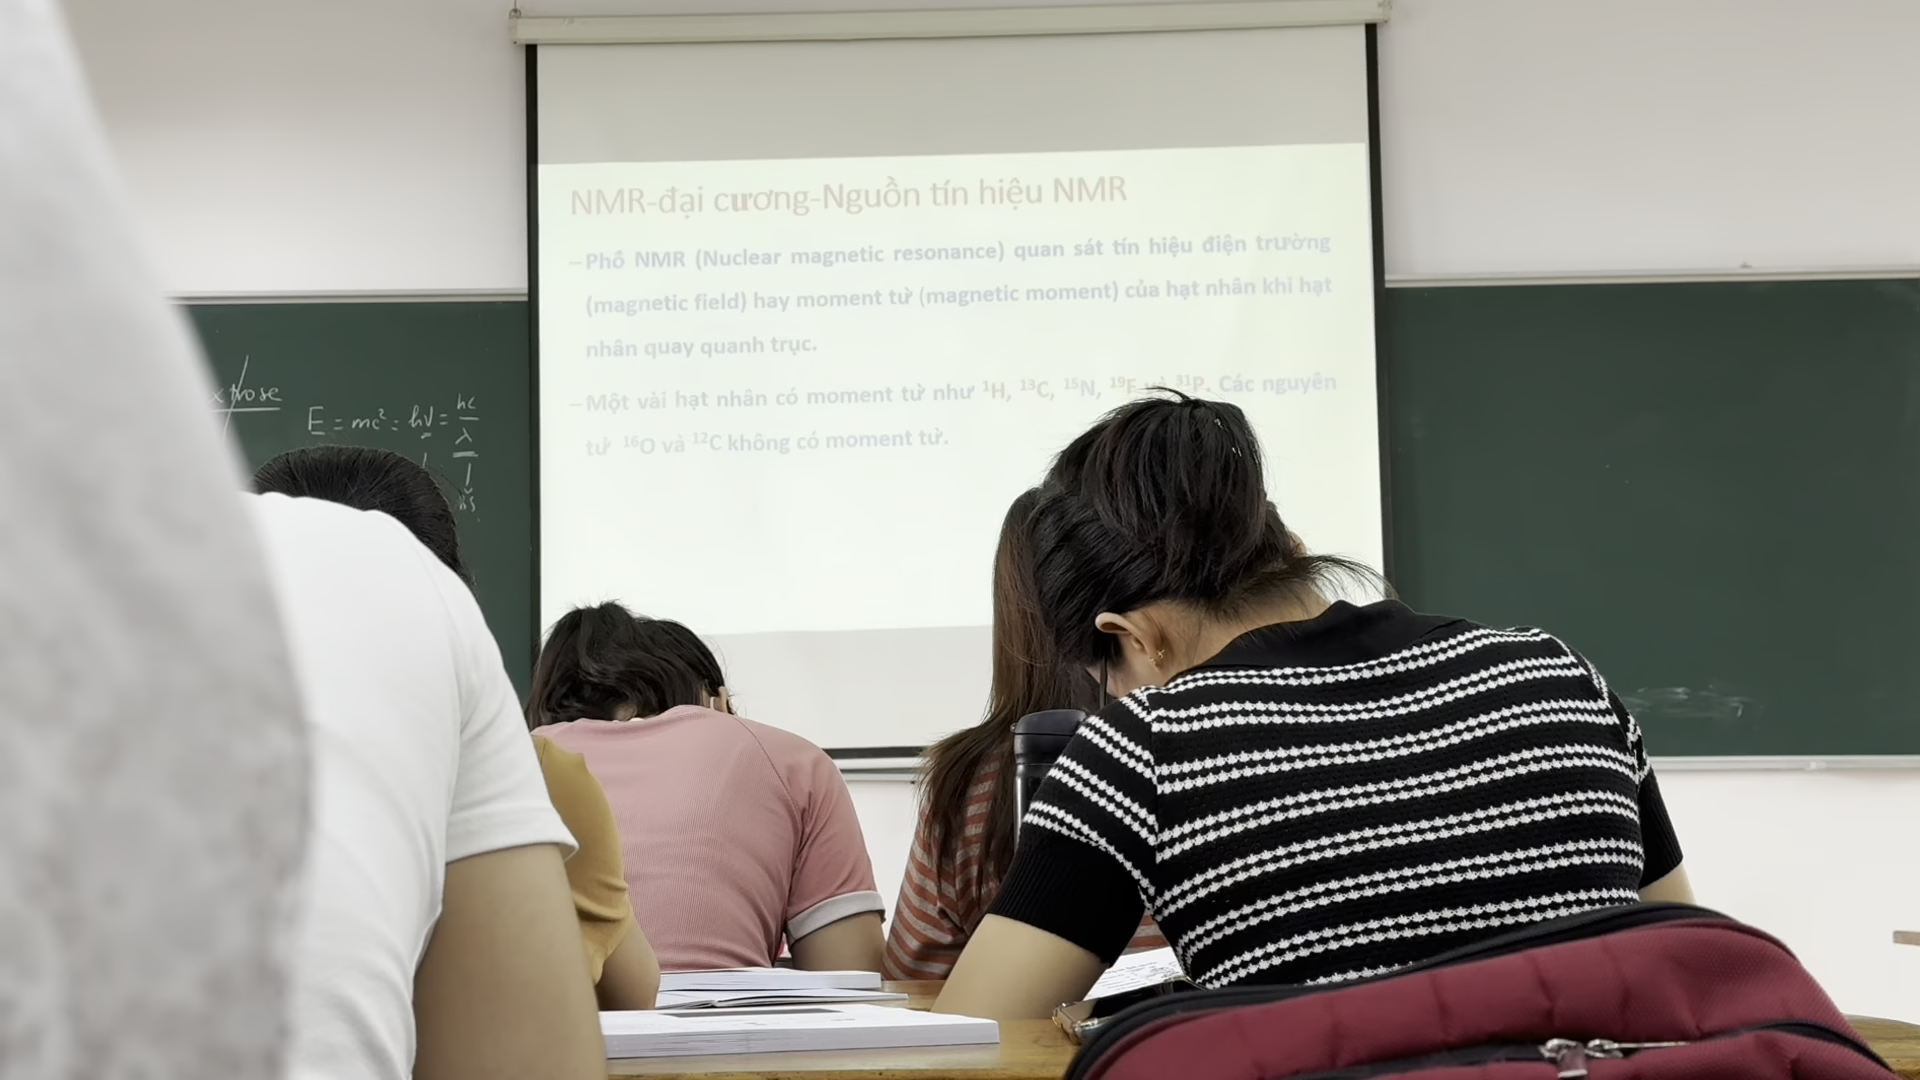 NMR-đại cương-Nguồn tín hiệu NMR
–Phổ NMR (Nuclear magnetic resonance) quan sát tín hiệu điện trường
(magnetic field) hay moment từ (magnetic moment) của hạt nhân khi hạt
nhân quay quanh trục.
–Một vài hạt nhân có moment từ như ¹H, ¹³C, ¹⁵N, ¹⁹F và ³¹P. Các nguyên
tử ¹⁶O và ¹²C không có moment từ.
E = mc² = hν = hc
λ